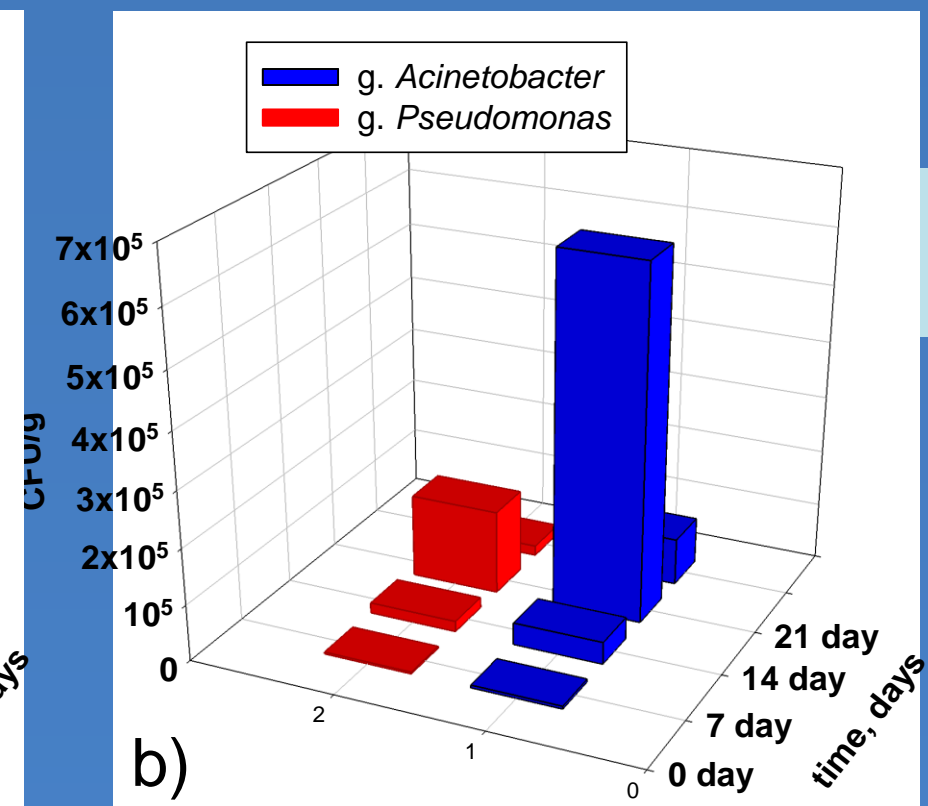 g. Acinetobacter
g. Pseudomonas
7x10⁵
6x10⁵
5x10⁵
4x10⁵
3x10⁵
2x10⁵
10⁵
0
CFU/g
2
1
0
0 day
7 day
14 day
21 day
time, days
b)